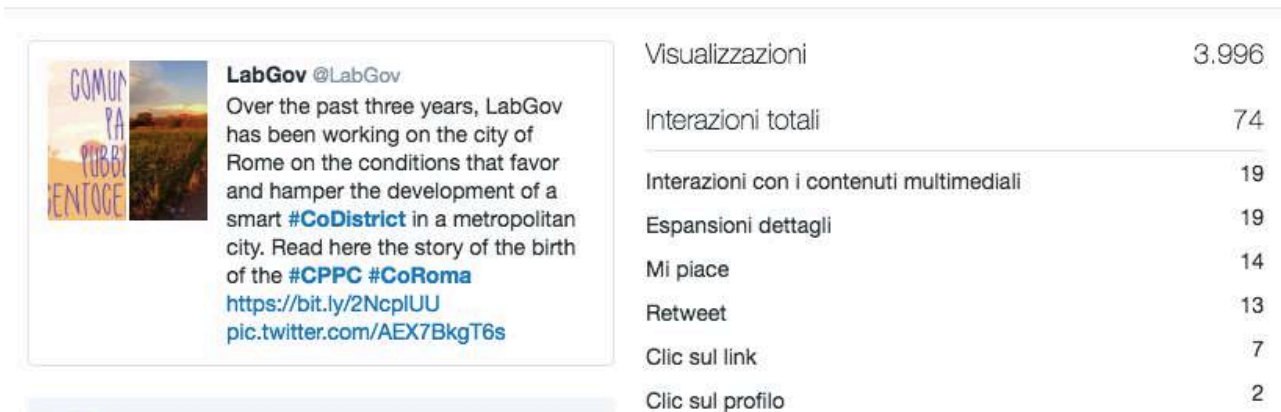 COMUN
PA
PUBBL
CENTOCE
LabGov @LabGov
Over the past three years, LabGov
has been working on the city of
Rome on the conditions that favor
and hamper the development of a
smart #CoDistrict in a metropolitan
city. Read here the story of the birth
of the #CPPC #CoRoma
https://bit.ly/2NcplUU
pic.twitter.com/AEX7BkgT6s
Visualizzazioni 3.996
Interazioni totali 74
Interazioni con i contenuti multimediali 19
Espansioni dettagli 19
Mi piace 14
Retweet 13
Clic sul link 7
Clic sul profilo 2